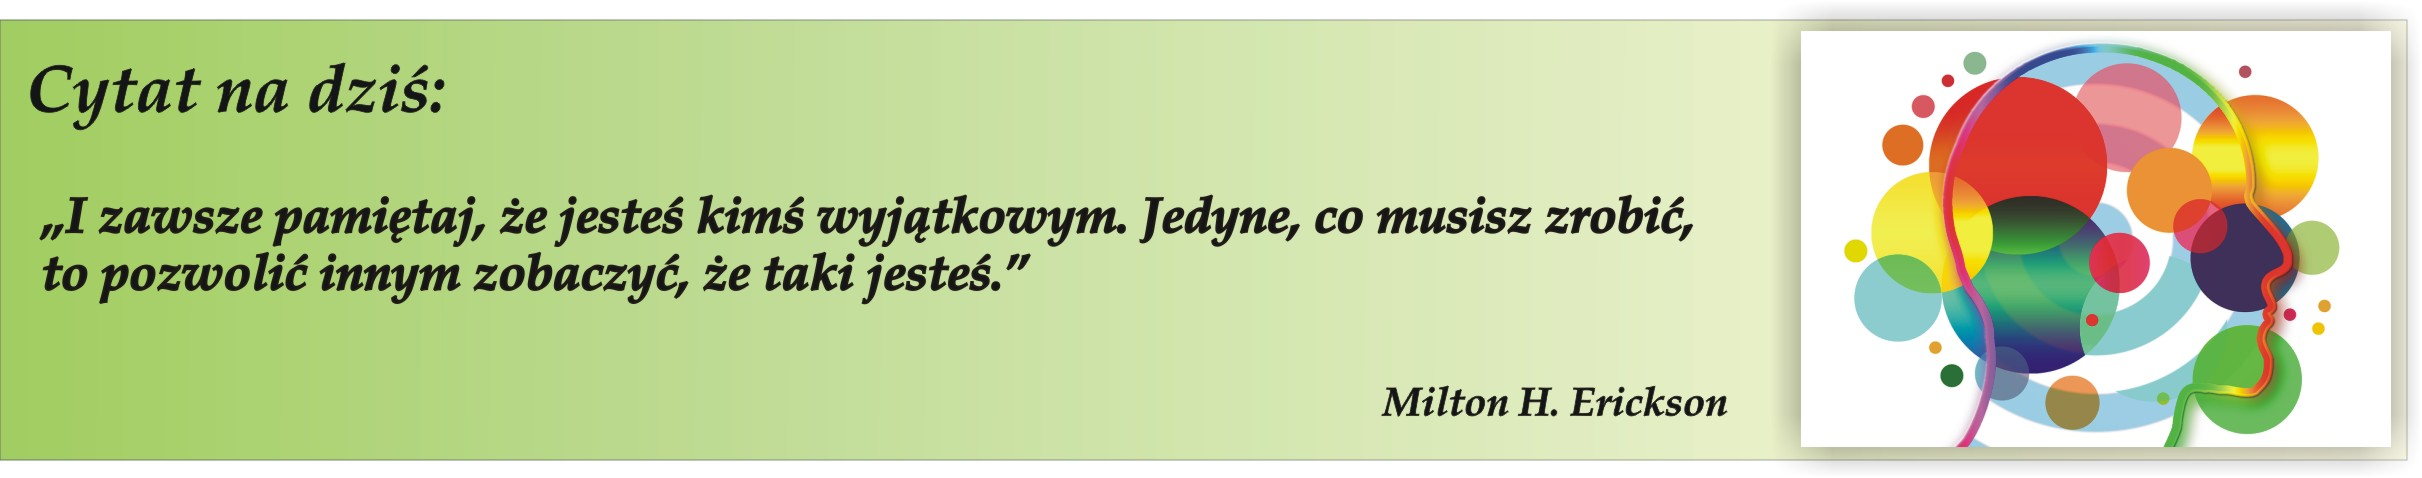 Cytat na dziś:
„I zawsze pamiętaj, że jesteś kimś wyjątkowym. Jedyne, co musisz zrobić,
to pozwolić innym zobaczyć, że taki jesteś.”
Milton H. Erickson